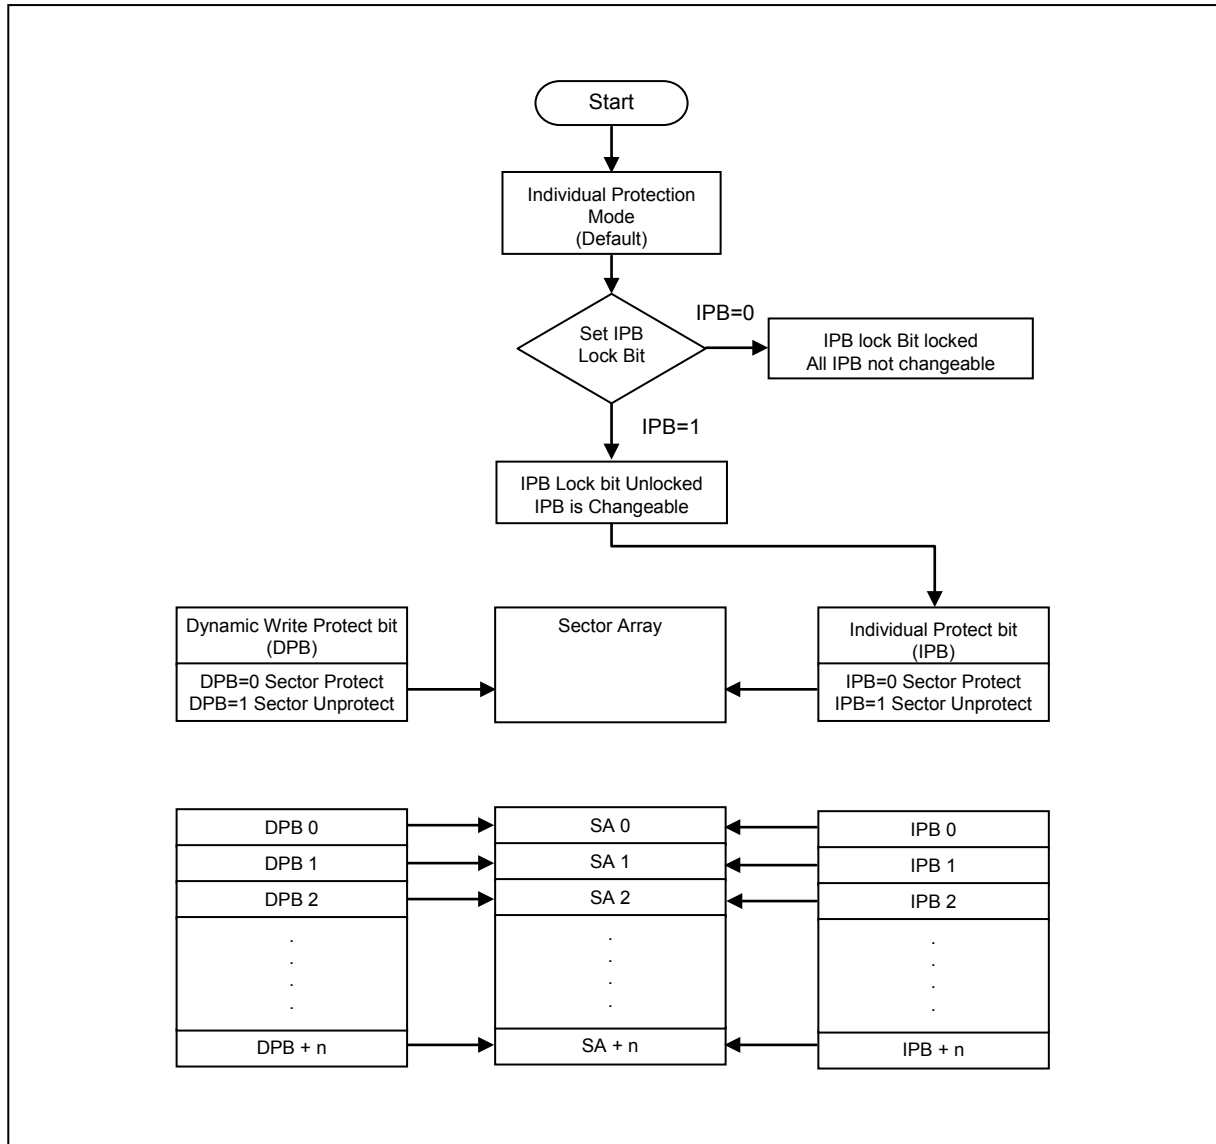 Start
Individual Protection
Mode
(Default)
Set IPB
Lock Bit
IPB=0
IPB lock Bit locked
All IPB not changeable
IPB=1
IPB Lock bit Unlocked
IPB is Changeable
Dynamic Write Protect bit
(DPB)
DPB=0 Sector Protect
DPB=1 Sector Unprotect
Sector Array
Individual Protect bit
(IPB)
IPB=0 Sector Protect
IPB=1 Sector Unprotect
DPB 0
SA 0
IPB 0
DPB 1
SA 1
IPB 1
DPB 2
SA 2
IPB 2
. . .
. . .
. . .
. . .
DPB + n
SA + n
IPB + n